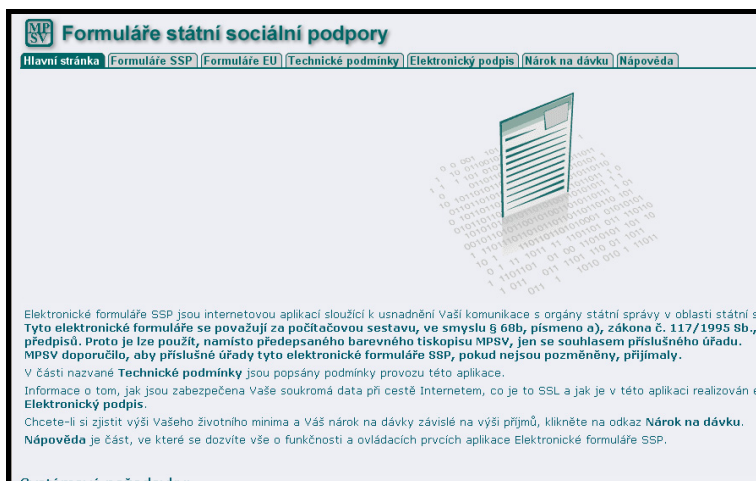 MP
SV
Formuláře státní sociální podpory
Hlavní stránka Formuláře SSP Formuláře EU Technické podmínky Elektronický podpis Nárok na dávku Nápověda
Elektronické formuláře SSP jsou internetovou aplikací sloužící k usnadnění Vaší komunikace s orgány státní správy v oblasti státní s
Tyto elektronické formuláře se považují za počítačovou sestavu, ve smyslu § 68b, písmeno a), zákona č. 117/1995 Sb.,
předpisů. Proto je lze použít, namísto předepsaného barevného tiskopisu MPSV, jen se souhlasem příslušného úřadu.
MPSV doporučilo, aby příslušné úřady tyto elektronické formuláře SSP, pokud nejsou pozměněny, přijímaly.
V části nazvané Technické podmínky jsou popsány podmínky provozu této aplikace.
Informace o tom, jak jsou zabezpečena Vaše soukromá data při cestě Internetem, co je to SSL a jak je v této aplikaci realizován e
Elektronický podpis.
Chcete-li si zjistit výši Vašeho životního minima a Váš nárok na dávky závislé na výši příjmů, klikněte na odkaz Nárok na dávku.
Nápověda je část, ve které se dozvíte vše o funkčnosti a ovládacích prvcích aplikace Elektronické formuláře SSP.